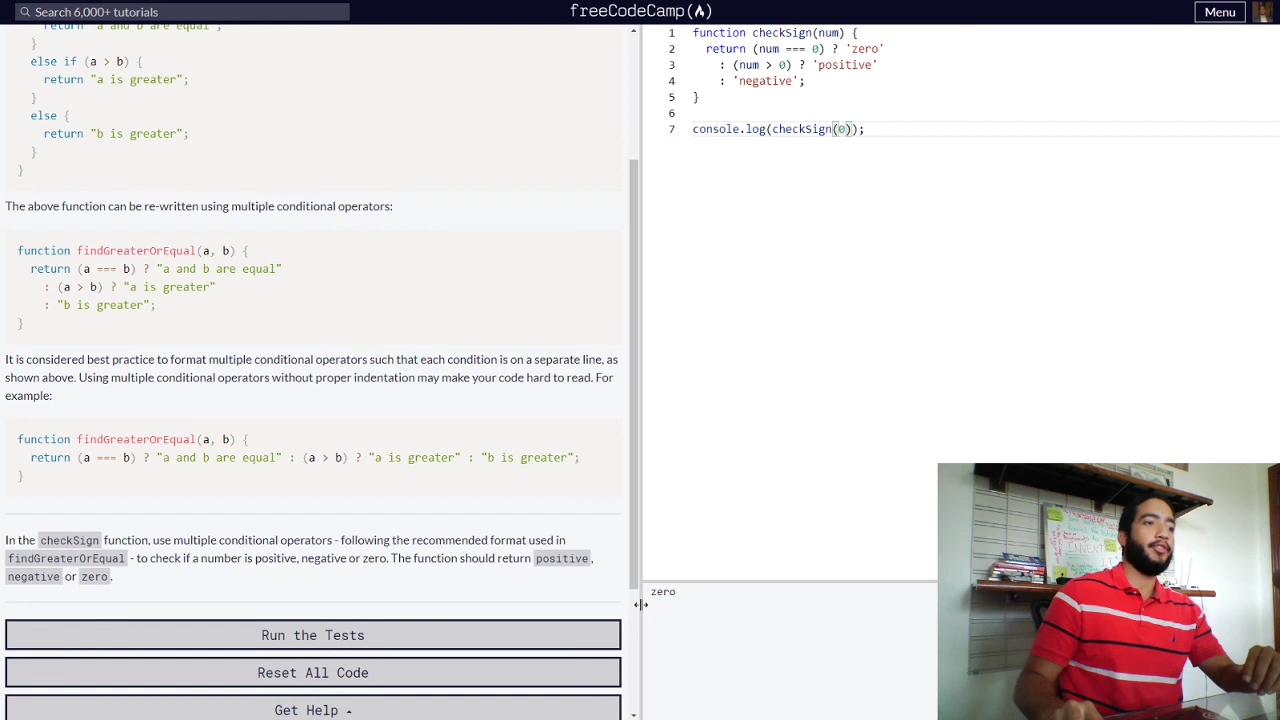 Search 6,000+ tutorials
freeCodeCamp
Menu
return "a and b are equal";
}
else if (a > b) {
return "a is greater";
}
else {
return "b is greater";
}
}
The above function can be re-written using multiple conditional operators:
function findGreaterOrEqual(a, b) {
return (a === b) ? "a and b are equal"
: (a > b) ? "a is greater"
: "b is greater";
}
It is considered best practice to format multiple conditional operators such that each condition is on a separate line, as
shown above. Using multiple conditional operators without proper indentation may make your code hard to read. For
example:
function findGreaterOrEqual(a, b) {
return (a === b) ? "a and b are equal" : (a > b) ? "a is greater" : "b is greater";
}
In the checkSign function, use multiple conditional operators - following the recommended format used in
findGreaterOrEqual - to check if a number is positive, negative or zero. The function should return positive,
negative or zero.
Run the Tests
Reset All Code
Get Help
1 function checkSign(num) {
2 return (num === 0) ? 'zero'
3 : (num > 0) ? 'positive'
4 : 'negative';
5 }
6
7 console.log(checkSign(0));
zero
INVENT